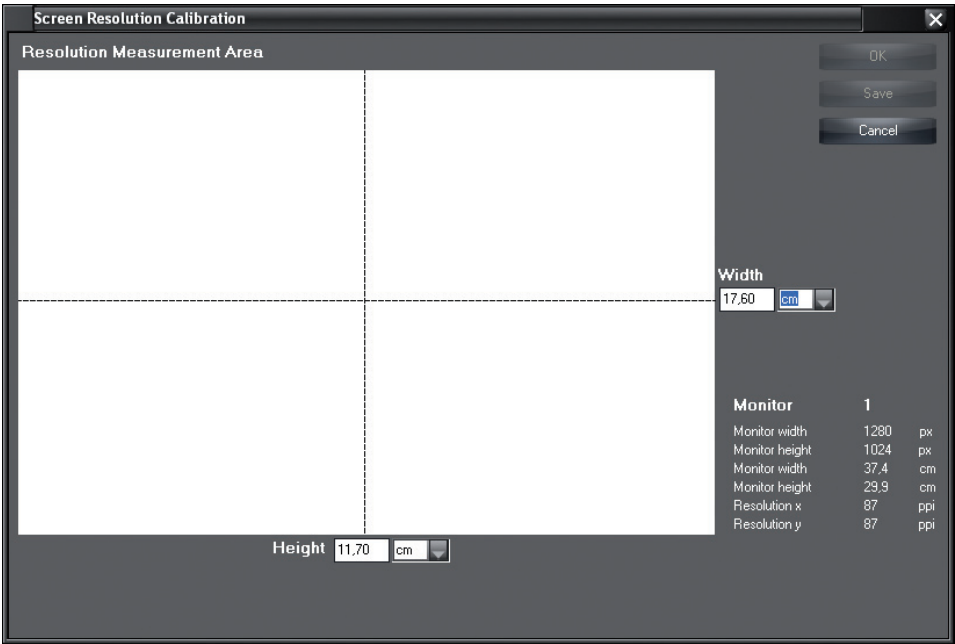 Screen Resolution Calibration
Resolution Measurement Area
OK
Save
Cancel
Width
17,60 cm
Monitor 1
Monitor width 1280 px
Monitor height 1024 px
Monitor width 37,4 cm
Monitor height 29,9 cm
Resolution x 87 ppi
Resolution y 87 ppi
Height 11,70 cm